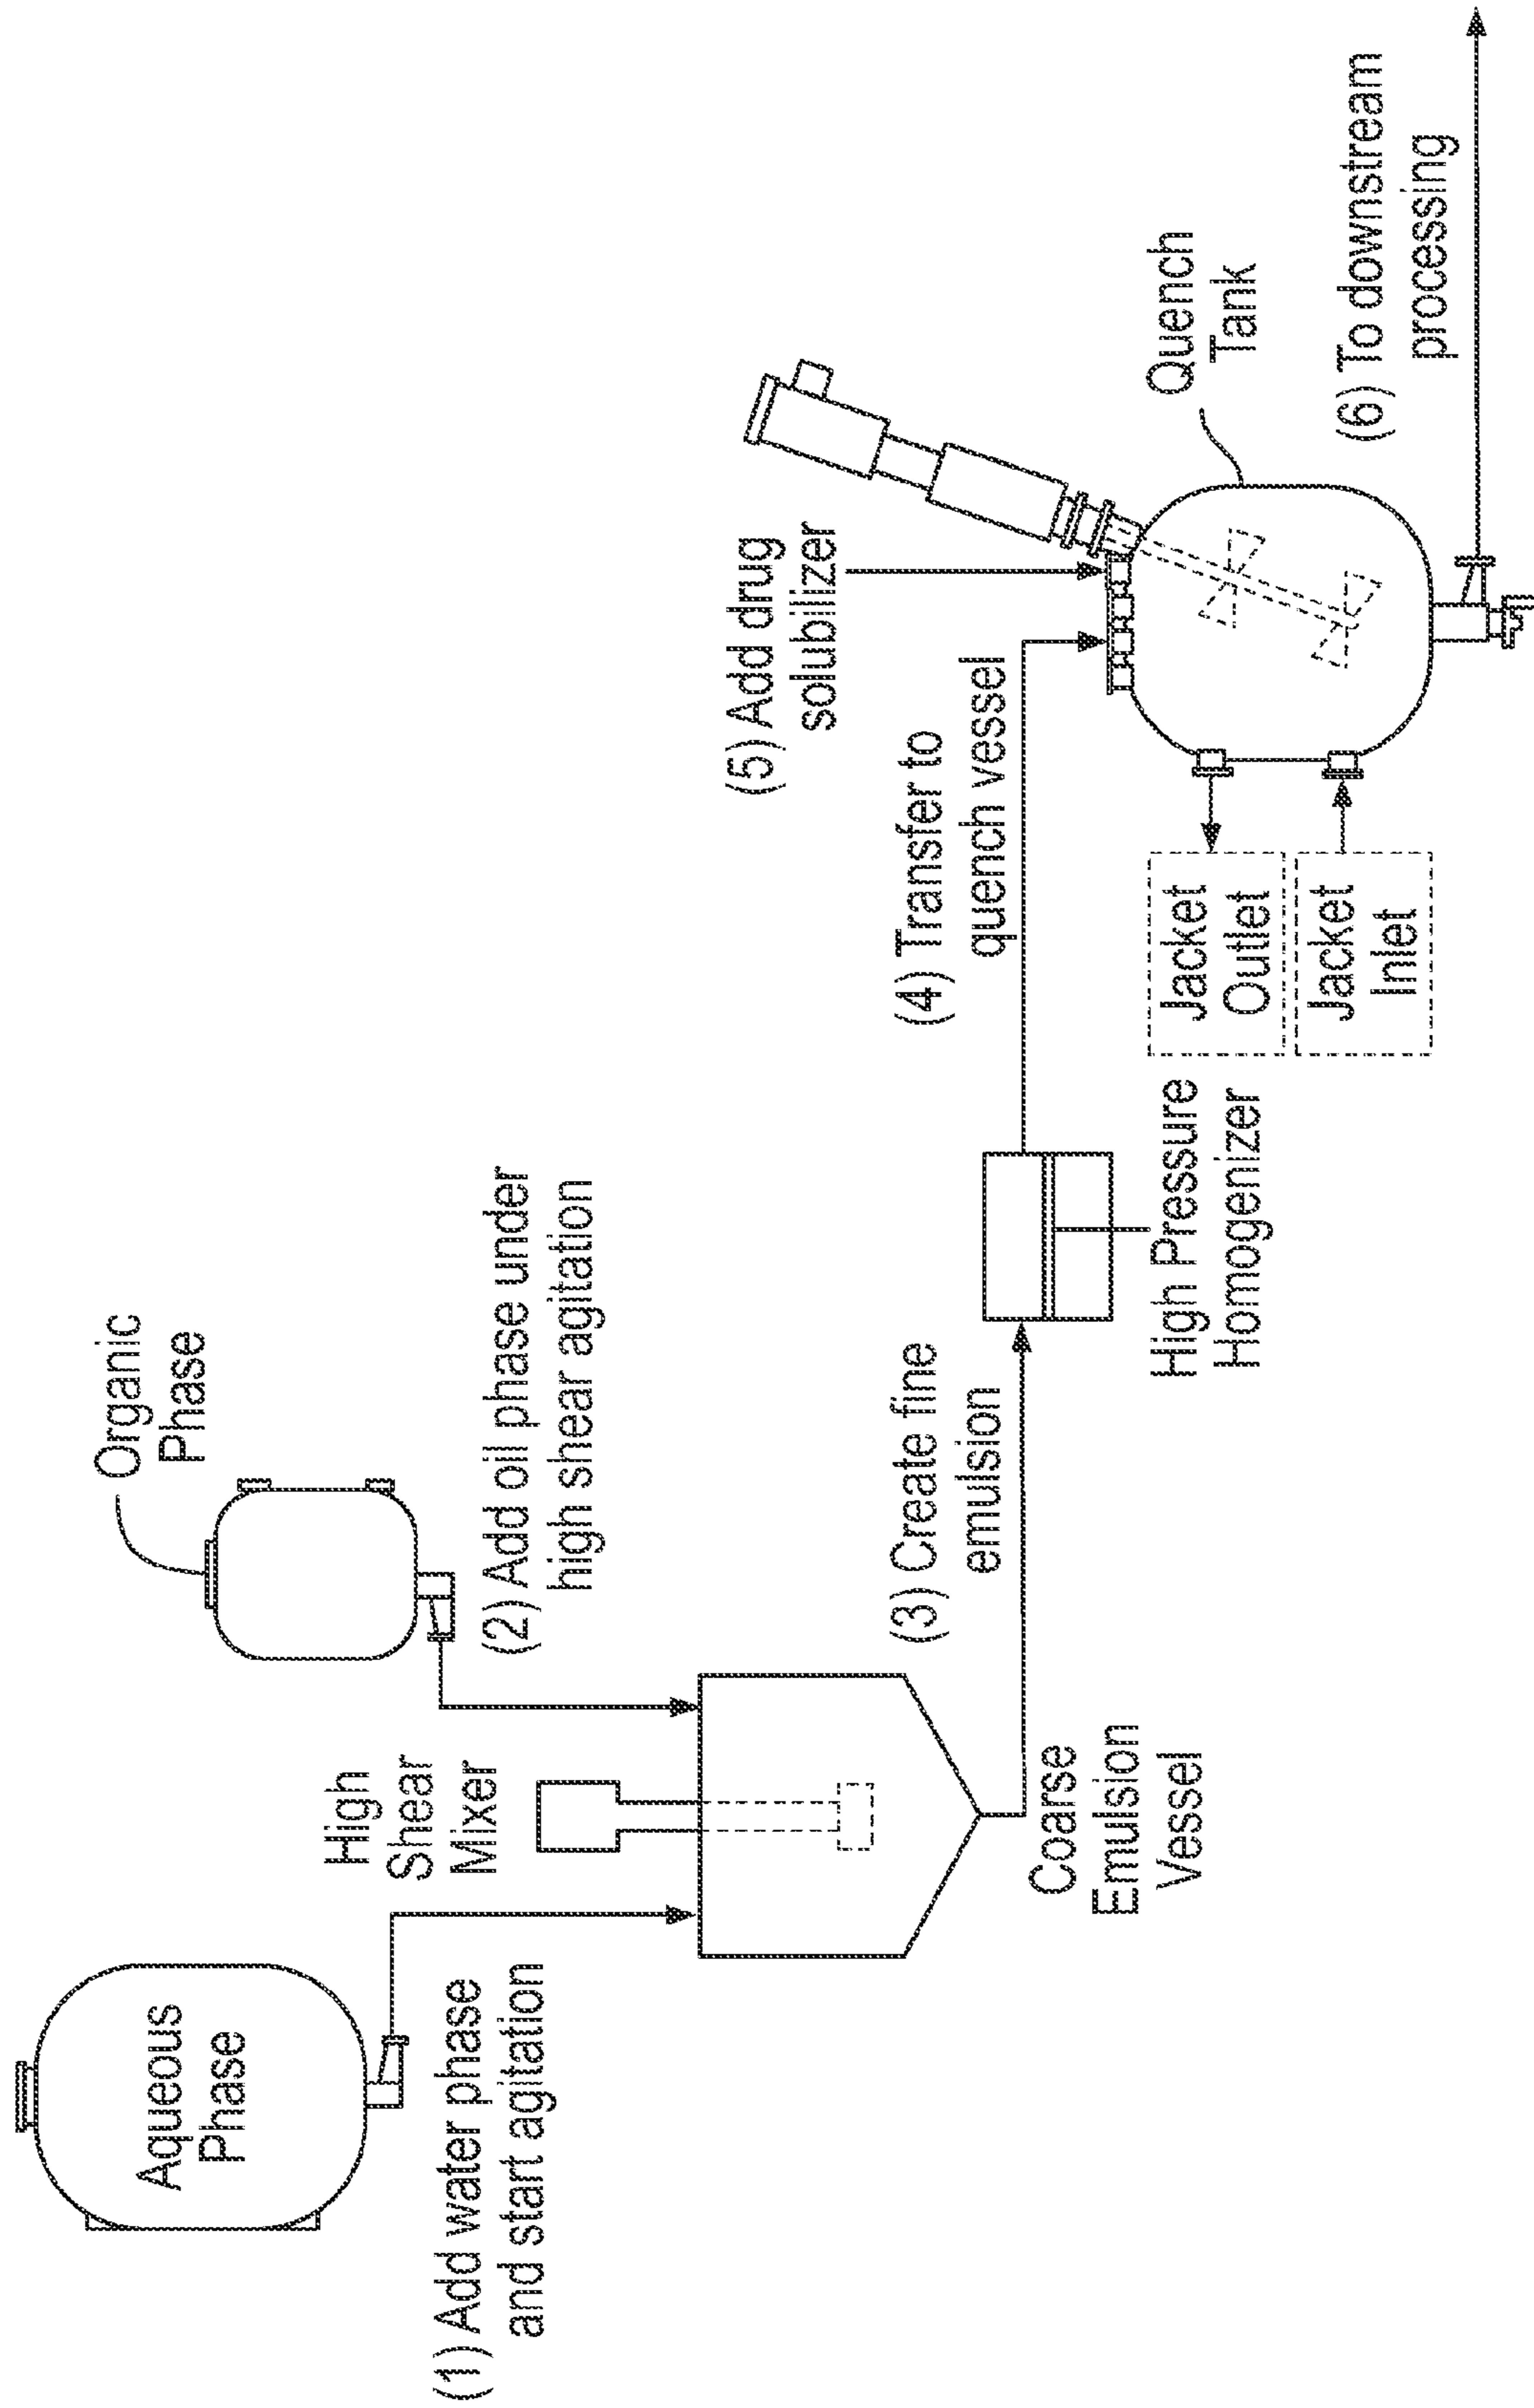 Aqueous
Phase
(1) Add water phase
and start agitation
High
Shear
Mixer
Organic
Phase
(2) Add oil phase under
high shear agitation
Coarse
Emulsion
Vessel
(3) Create fine
emulsion
High Pressure
Homogenizer
(4) Transfer to
quench vessel
(5) Add drug
solubilizer
Jacket
Outlet
Jacket
Inlet
Quench
Tank
(6) To downstream
processing